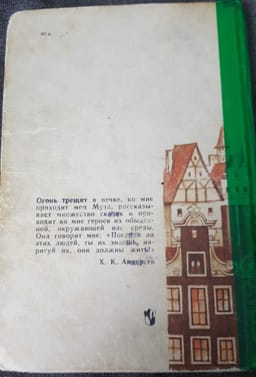 Огонь трещит в печке, ко мне
приходит моя Муза, рассказы-
вает множество сказок и при-
водит ко мне героев из обыден-
ной, окружающей нас среды.
Она говорит мне: «Погляди на
этих людей, ты их знаешь, на-
рисуй их, они должны жить!»
Х. К. Андерсен